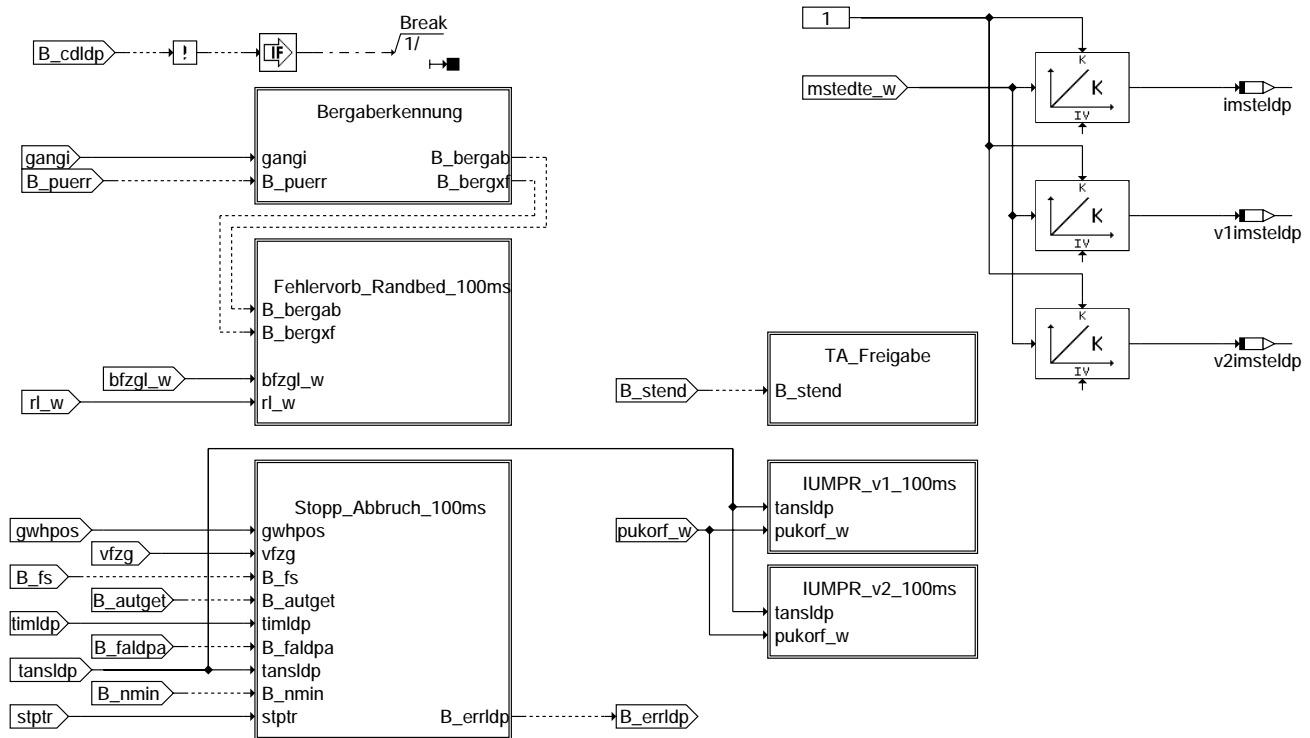 Break
1/
B_cdldp
!
IF
1
K
K
IV
mstedte_w
imsteldp
Bergaberkennung
gangi
gangi
B_bergab
B_puerr
B_puerr
B_bergxf
K
K
IV
v1imsteldp
Fehlervorb_Randbed_100ms
B_bergab
B_bergxf
bfzgl_w
bfzgl_w
rl_w
rl_w
K
K
IV
v2imsteldp
TA_Freigabe
B_stend
B_stend
Stopp_Abbruch_100ms
gwhpos
gwhpos
vfzg
vfzg
B_fs
B_fs
B_autget
B_autget
timldp
timldp
B_faldpa
B_faldpa
tansldp
tansldp
B_nmin
B_nmin
stptr
stptr
B_errldp
B_errldp
IUMPR_v1_100ms
tansldp
pukorf_w
pukorf_w
IUMPR_v2_100ms
tansldp
pukorf_w